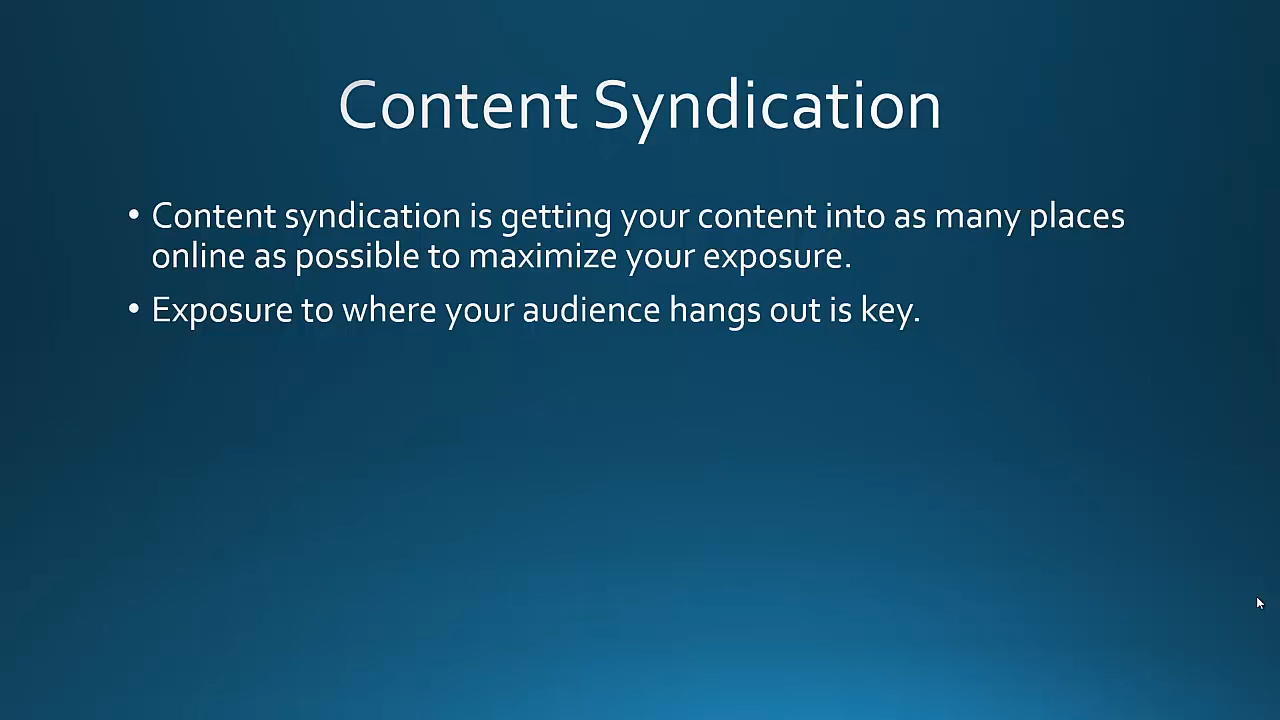 Content Syndication
• Content syndication is getting your content into as many places
online as possible to maximize your exposure.
• Exposure to where your audience hangs out is key.